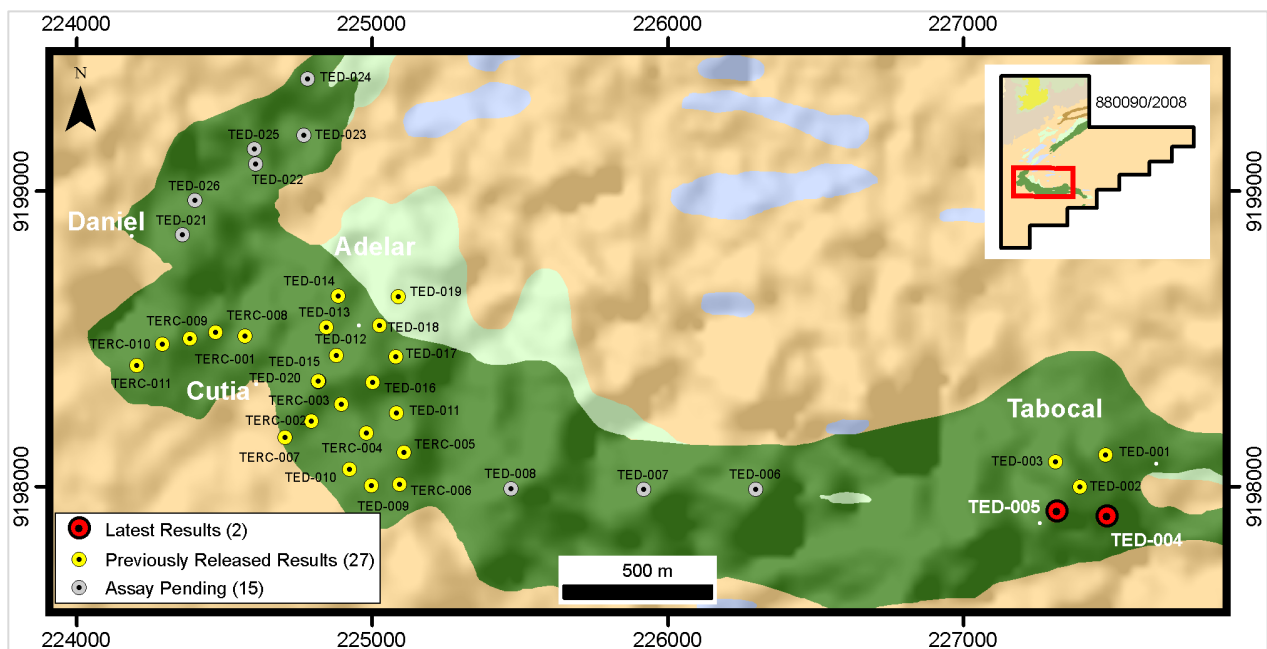 224000 225000 226000 227000
N
TED-024
880090/2008
TED-025 TED-023
TED-022
9199000 9199000
TED-026
Daniel TED-021
Adelar
TED-014 TED-019
TED-013
TERC-009 TERC-008 TED-018
TERC-010 TED-012
TERC-001 TED-015 TED-017
TERC-011 TED-020 TED-016
Cutia
TERC-003 Tabocal
TERC-002 TED-011
TERC-007 TERC-004 TERC-005 TED-003 TED-001
TED-010 TED-008 TED-007 TED-006
9198000 TERC-006 TED-002 9198000
TED-009 TED-005
Latest Results (2)
TED-004
Previously Released Results (27)
500 m
Assay Pending (15)
224000 225000 226000 227000